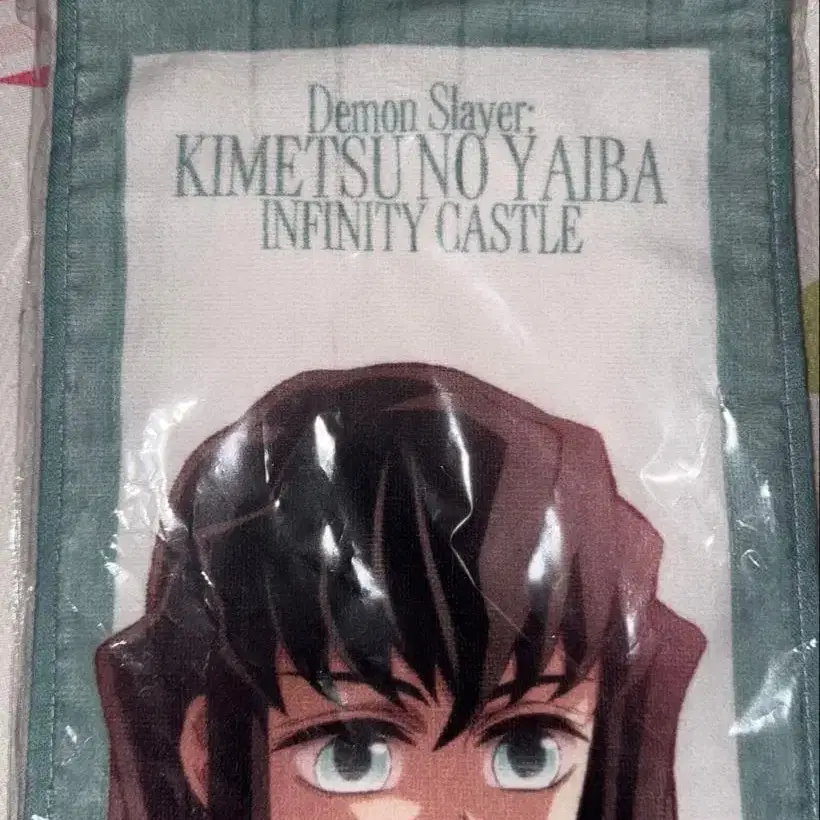 Demon Slayer:
KIMETSU NO YAIBA
INFINITY CASTLE